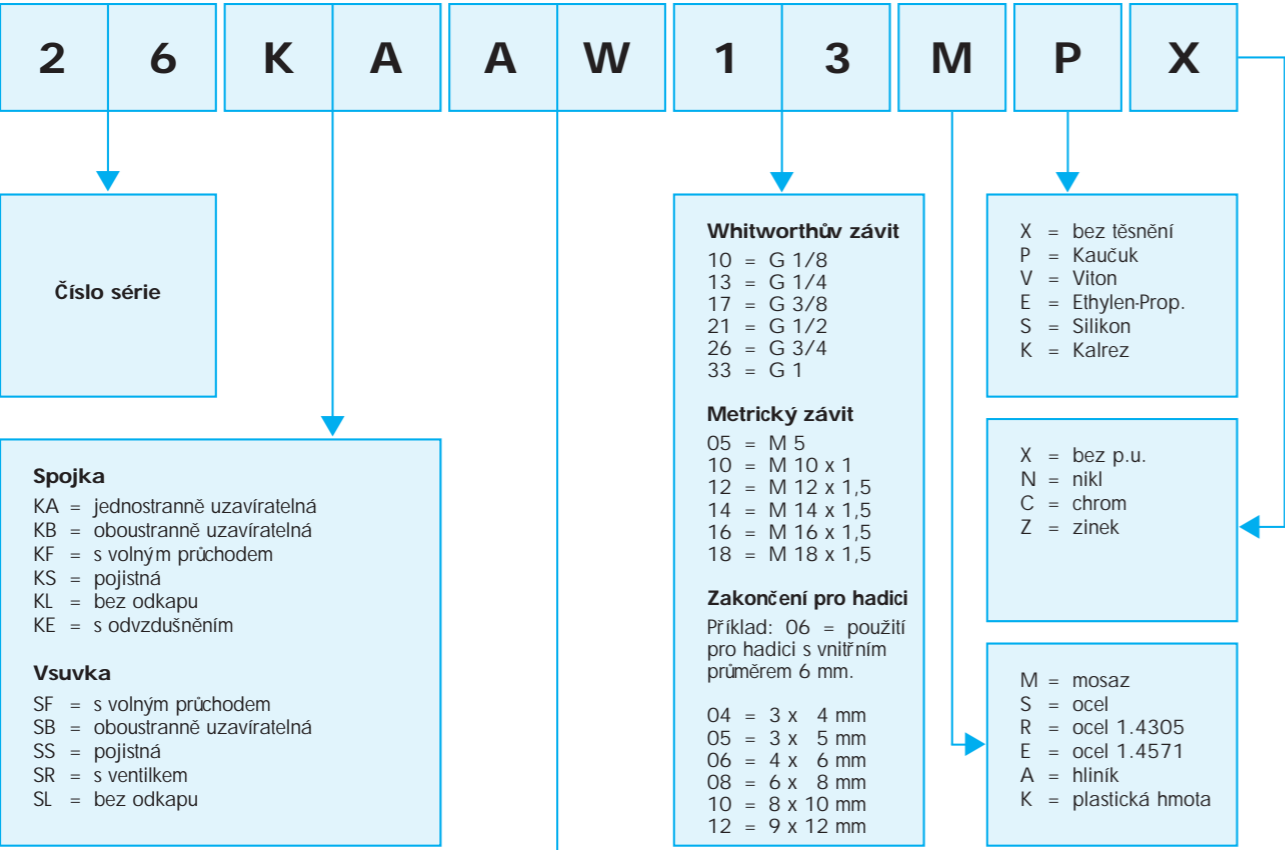 2 6 K A A W 1 3 M P X
Číslo série
Spojka
KA = jednostranně uzavíratelná
KB = oboustranně uzavíratelná
KF = s volným průchodem
KS = pojistná
KL = bez odkapu
KE = s odvzdušněním
Vsuvka
SF = s volným průchodem
SB = oboustranně uzavíratelná
SS = pojistná
SR = s ventilkem
SL = bez odkapu
Whitworthův závit
10 = G 1/8
13 = G 1/4
17 = G 3/8
21 = G 1/2
26 = G 3/4
33 = G 1
Metrický závit
05 = M 5
10 = M 10 x 1
12 = M 12 x 1,5
14 = M 14 x 1,5
16 = M 16 x 1,5
18 = M 18 x 1,5
Zakončení pro hadici
Příklad: 06 = použití
pro hadici s vnitřním
průměrem 6 mm.
04 = 3 x 4 mm
05 = 3 x 5 mm
06 = 4 x 6 mm
08 = 6 x 8 mm
10 = 8 x 10 mm
12 = 9 x 12 mm
X = bez těsnění
P = Kaučuk
V = Viton
E = Ethylen-Prop.
S = Silikon
K = Kalrez
X = bez p.u.
N = nikl
C = chrom
Z = zinek
M = mosaz
S = ocel
R = ocel 1.4305
E = ocel 1.4571
A = hliník
K = plastická hmota